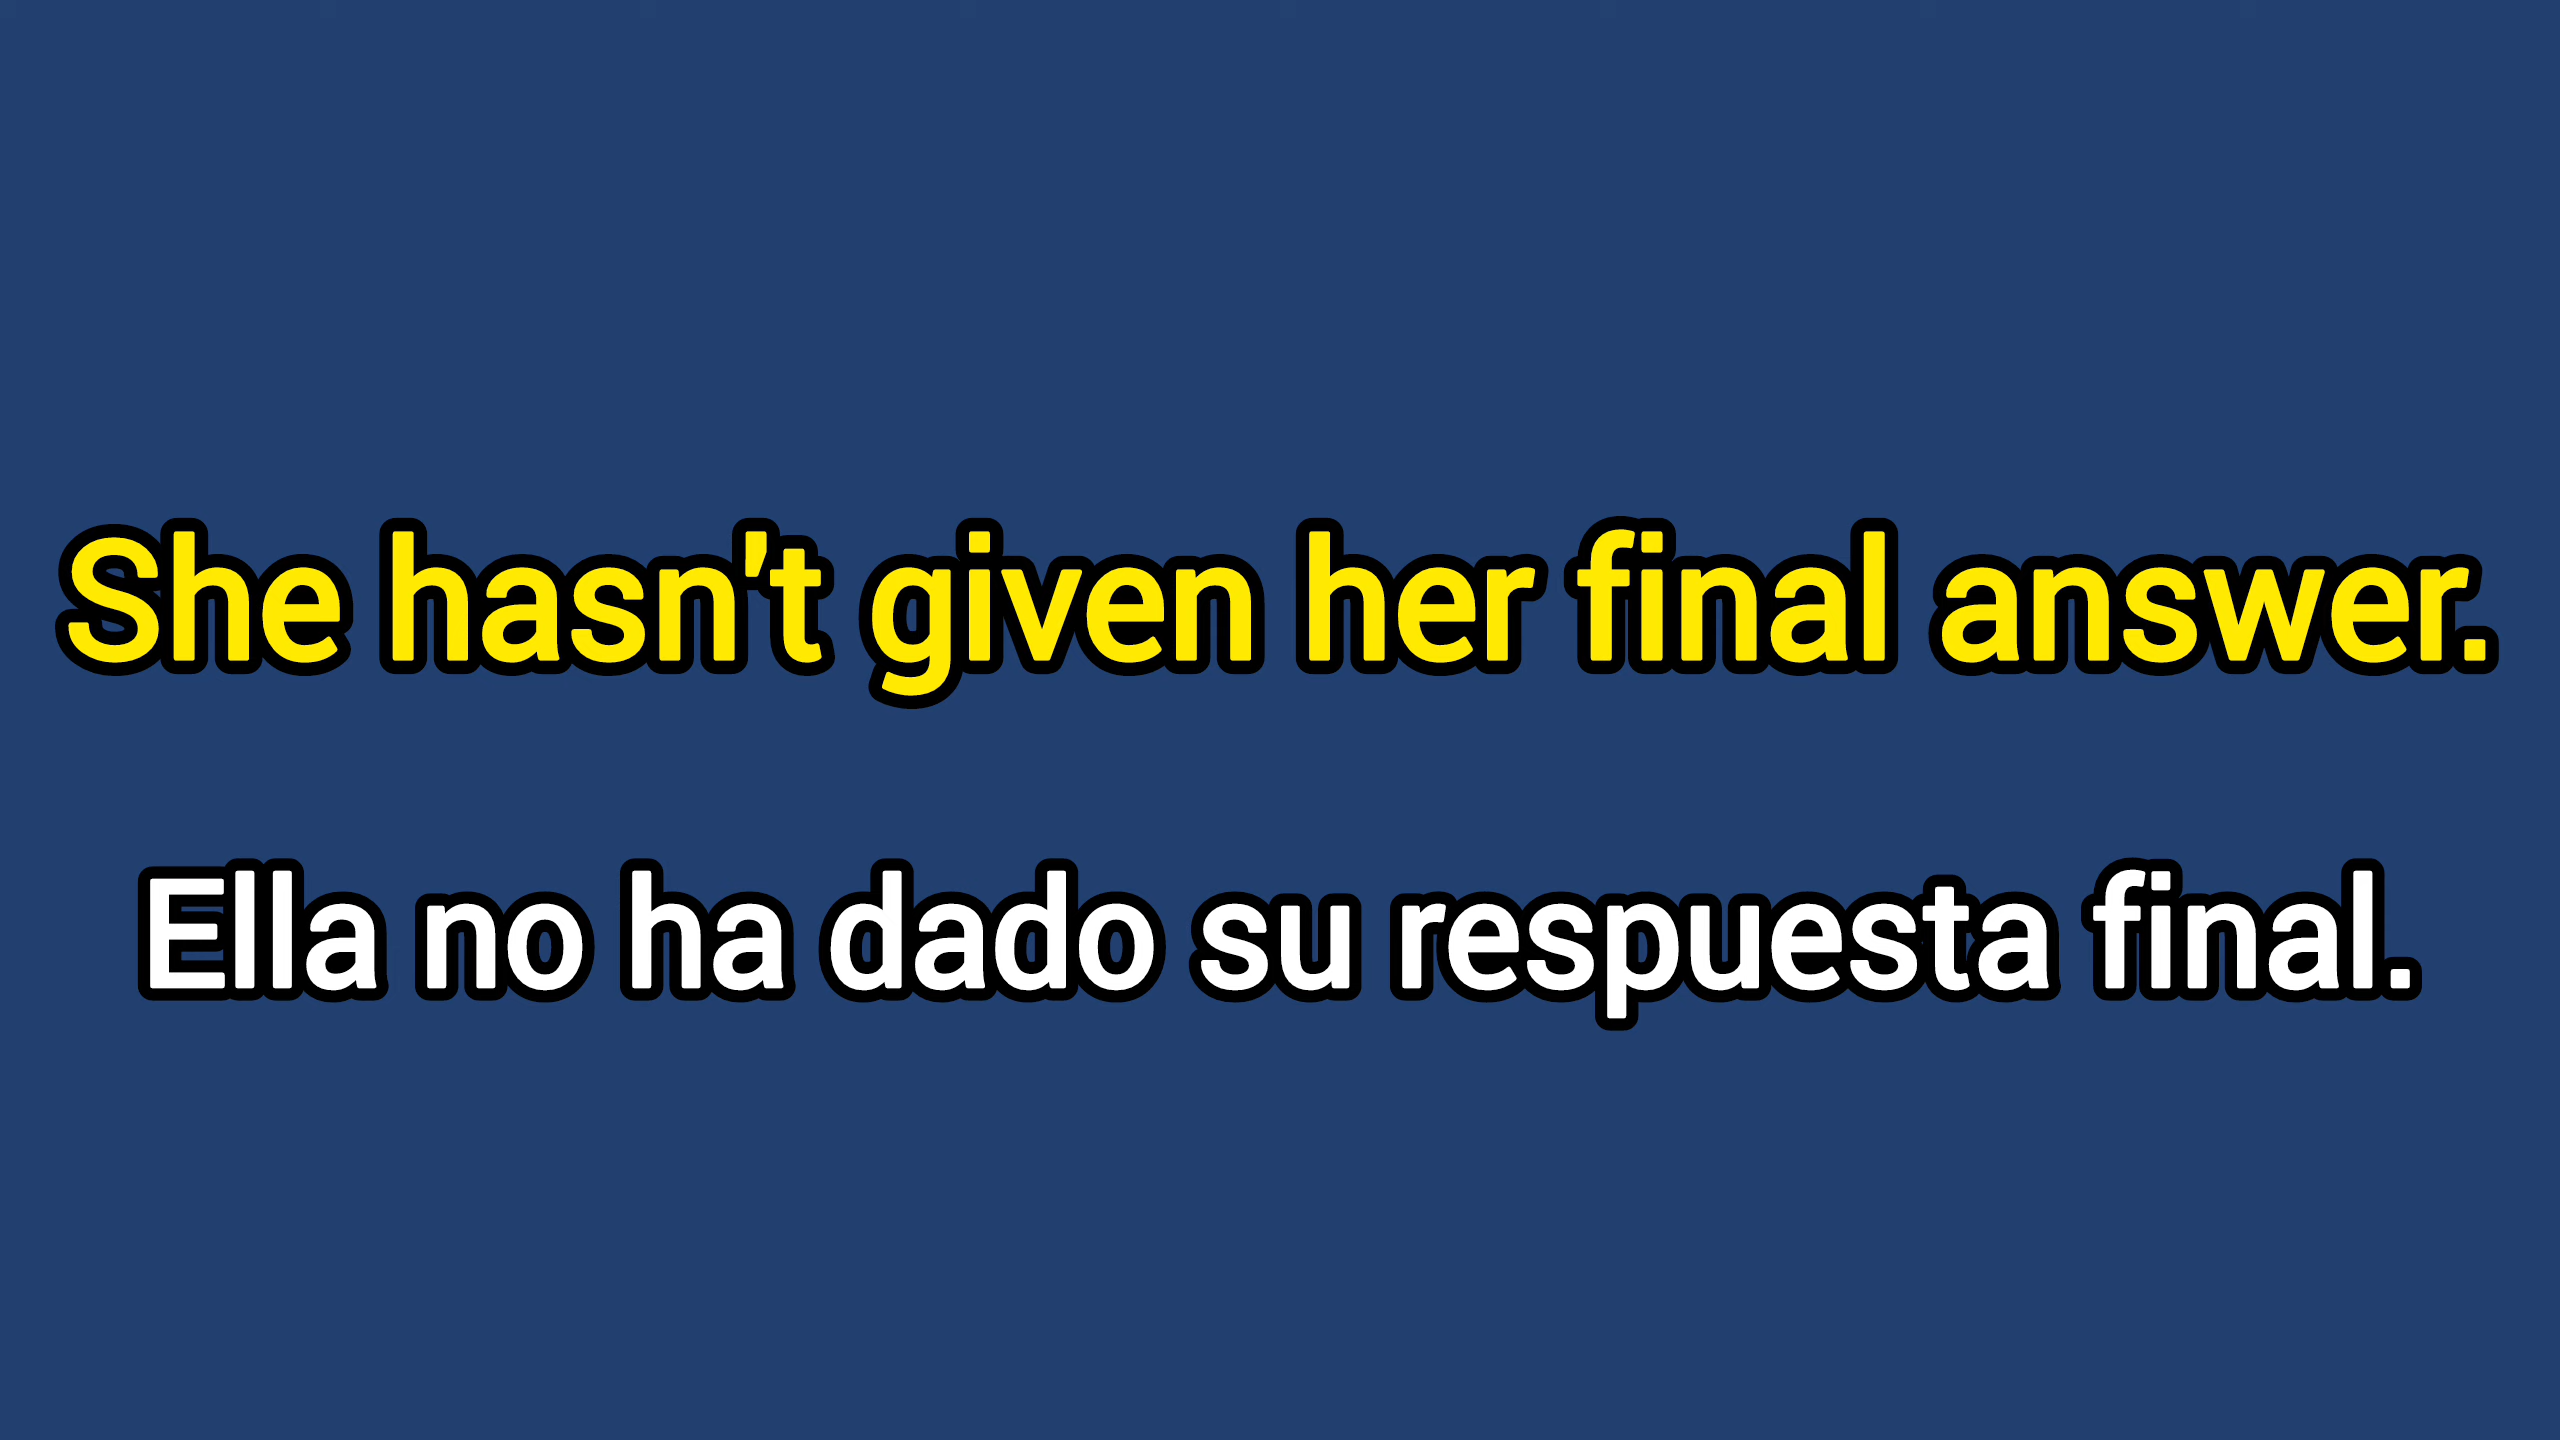 She hasn't given her final answer.
Ella no ha dado su respuesta final.